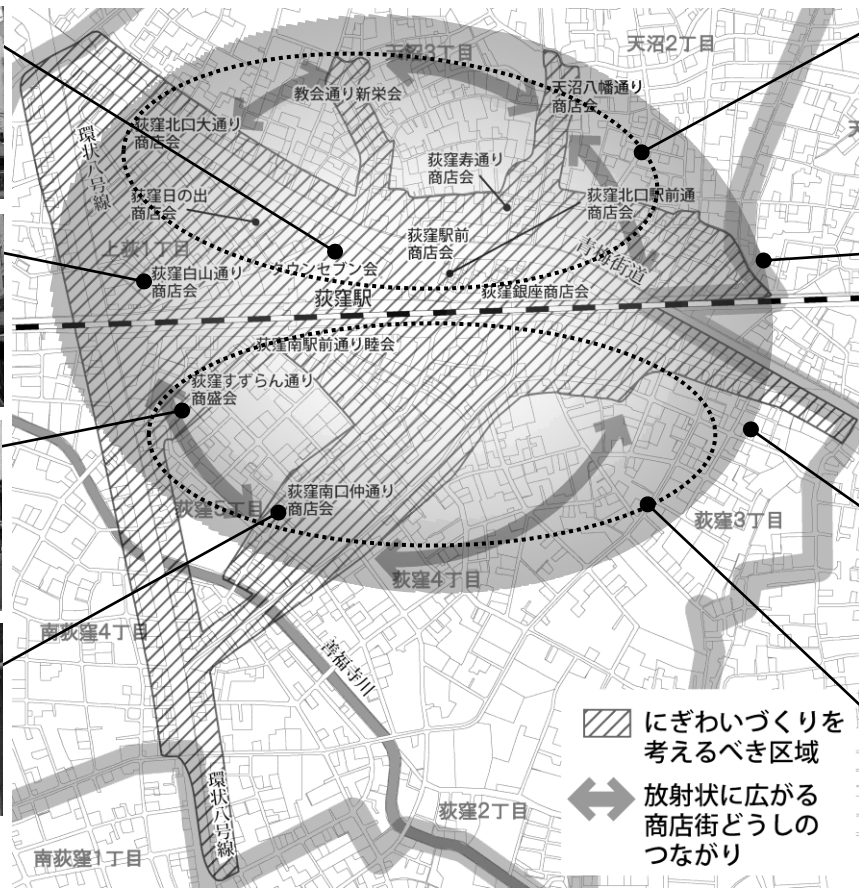 天沼3丁目
天沼2丁目
教会通り新栄会
天沼八幡通り
商店会
荻窪北口大通り
商店会
環状八号線
荻窪寿通り
商店会
荻窪日の出
商店会
荻窪北口駅前通
商店会
荻窪駅前
商店会
上荻1丁目
青梅街道
荻窪白山通り
商店会
タウンセブン会
荻窪駅
荻窪銀座商店会
荻窪南駅前通り睦会
荻窪すずらん通り
商盛会
荻窪南口仲通り
商店会
荻窪5丁目
荻窪3丁目
荻窪4丁目
南荻窪4丁目
善福寺川
環状八号線
荻窪2丁目
南荻窪1丁目
にぎわいづくりを
考えるべき区域
放射状に広がる
商店街どうしの
つながり